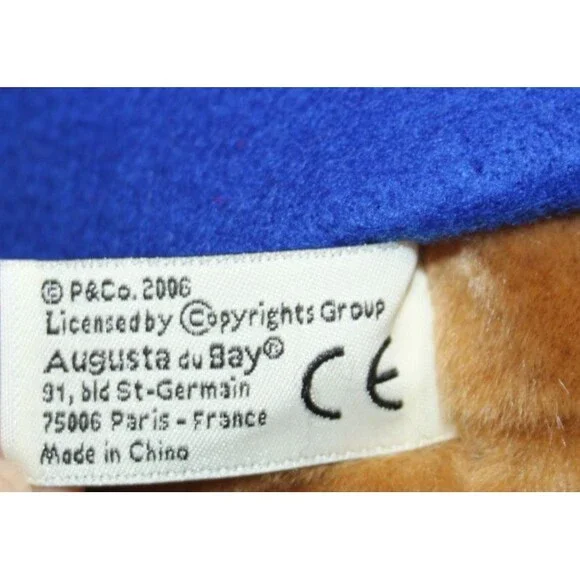 © P&Co. 2006
Licensed by Copyrights Group
Augusta du Bay®
91, bld St-Germain
75006 Paris - France
Made in China
CE